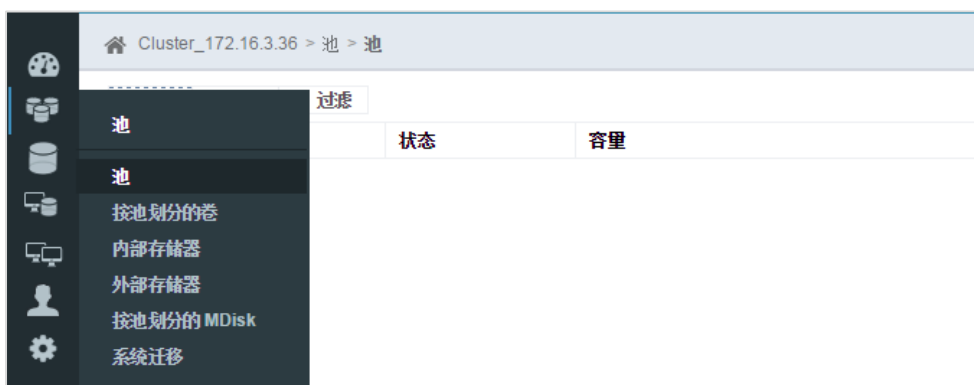 Cluster_172.16.3.36 > 池 > 池
过滤
池
状态 容量
池
按池划分的卷
内部存储器
外部存储器
按池划分的 MDisk
系统迁移